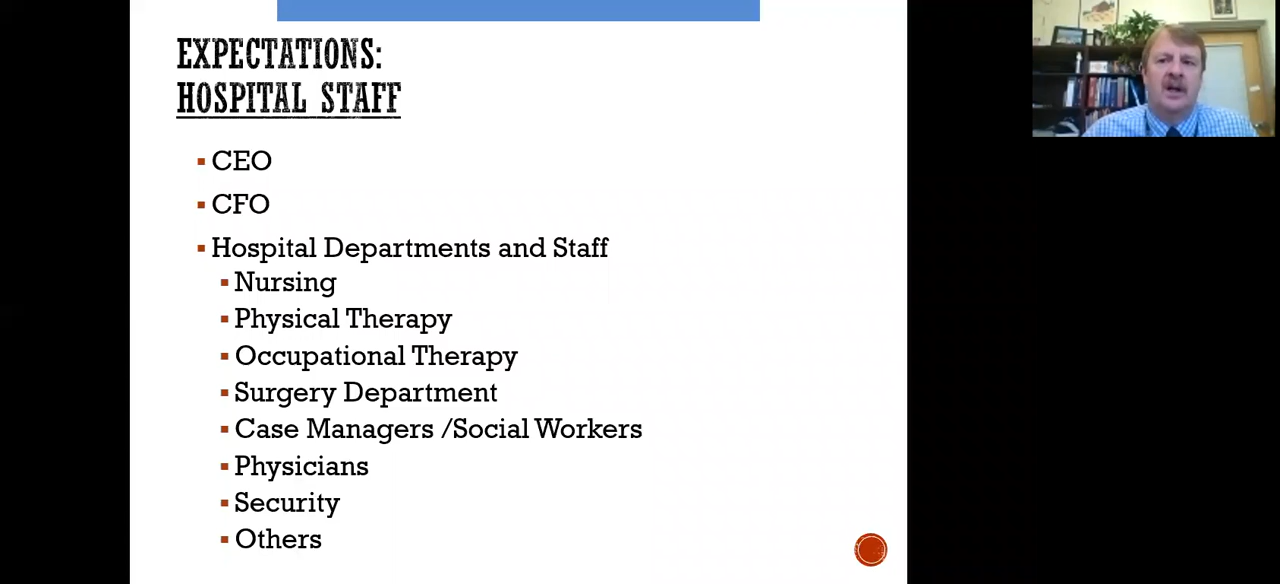 EXPECTATIONS:
HOSPITAL STAFF
CEO
CFO
Hospital Departments and Staff
Nursing
Physical Therapy
Occupational Therapy
Surgery Department
Case Managers /Social Workers
Physicians
Security
Others